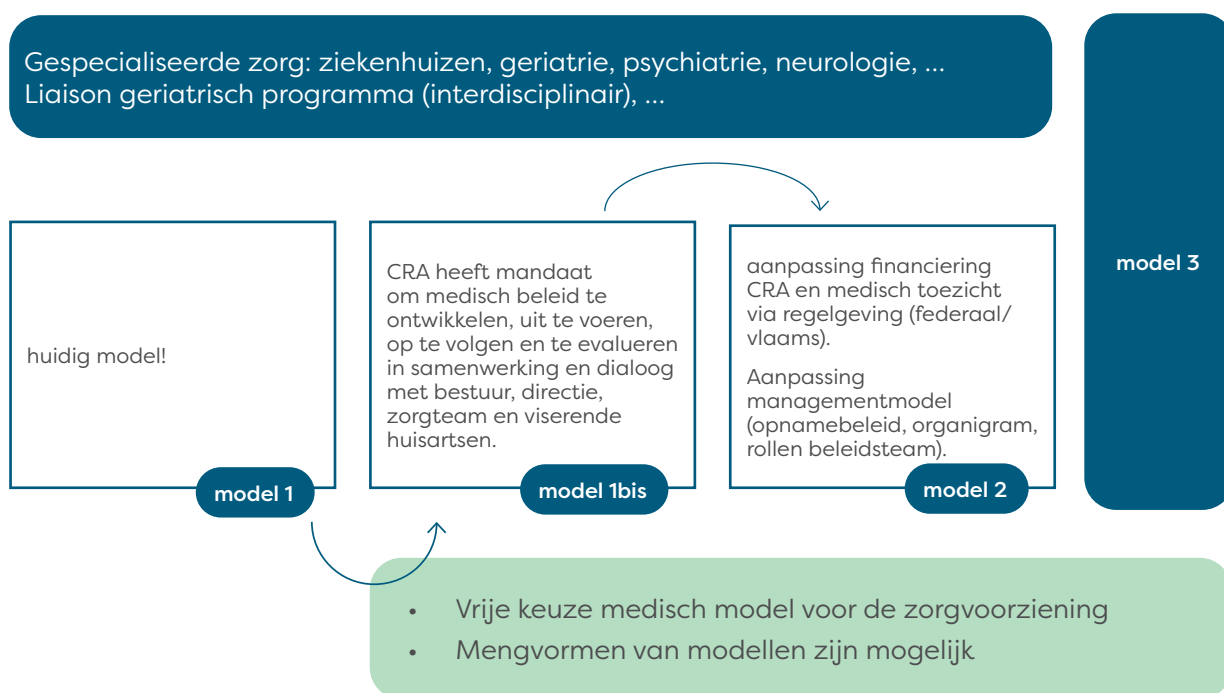 Gespecialiseerde zorg: ziekenhuizen, geriatrie, psychiatrie, neurologie, ...
Liaison geriatrisch programma (interdisciplinair), ...
huidig model!
model 1
CRA heeft mandaat
om medisch beleid te
ontwikkelen, uit te voeren,
op te volgen en te evalueren
in samenwerking en dialoog
met bestuur, directie,
zorgteam en viserende
huisartsen.
model 1bis
aanpassing financiering
CRA en medisch toezicht
via regelgeving (federaal/
vlaams).
Aanpassing
managementmodel
(opnamebeleid, organigram,
rollen beleidsteam).
model 2
model 3
• Vrije keuze medisch model voor de zorgvoorziening
• Mengvormen van modellen zijn mogelijk